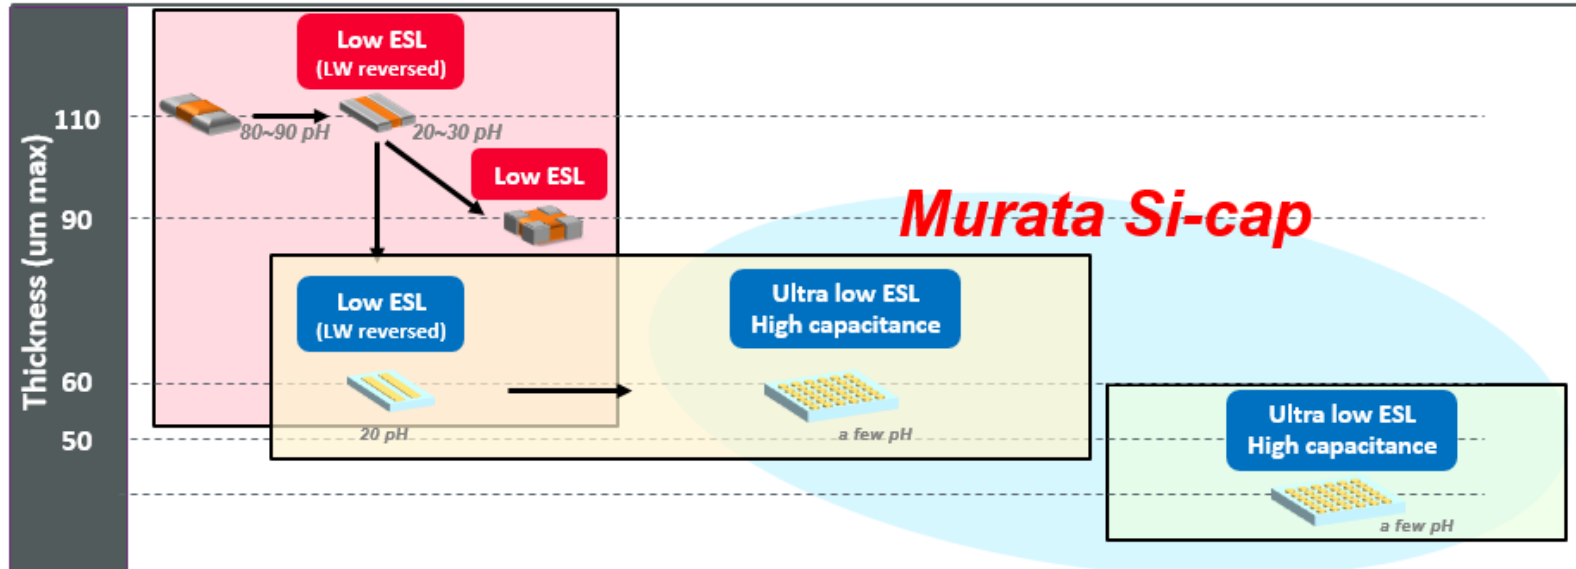 Thickness (um max)
110
90
60
50
Low ESL
(LW reversed)
80~90 pH
20~30 pH
Low ESL
Murata Si-cap
Low ESL
(LW reversed)
20 pH
Ultra low ESL
High capacitance
a few pH
Ultra low ESL
High capacitance
a few pH